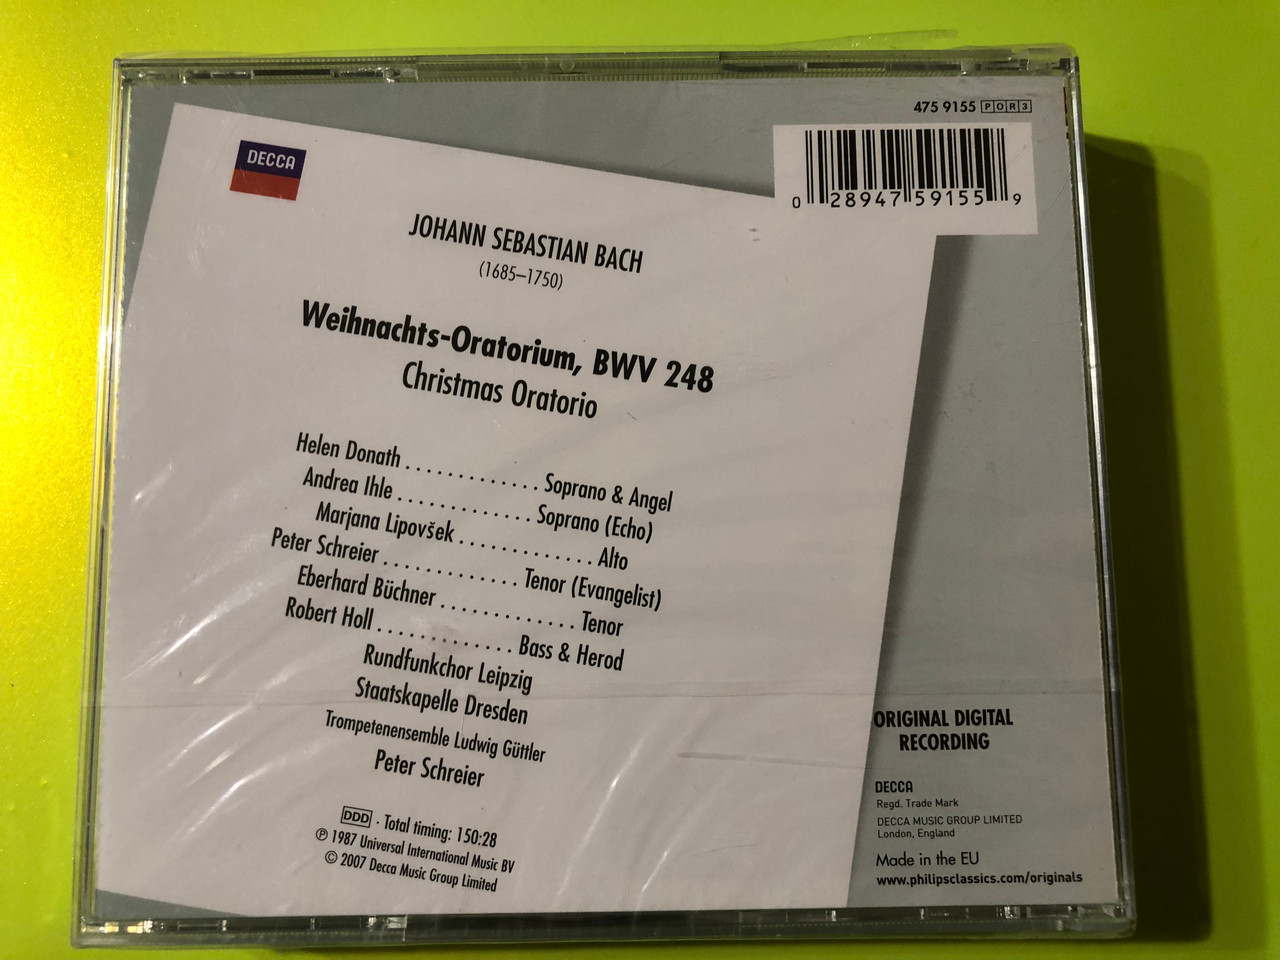 475 9155 POR3
0 28947 59155 9
DECCA
JOHANN SEBASTIAN BACH
(1685–1750)
Weihnachts-Oratorium, BWV 248
Christmas Oratorio
Helen Donath . . . . . . . . . . . . . Soprano & Angel
Andrea Ihle . . . . . . . . . . . . . Soprano (Echo)
Marjana Lipovšek . . . . . . . . . . . . . Alto
Peter Schreier . . . . . . . . . . . . . Tenor (Evangelist)
Eberhard Büchner . . . . . . . . . . . . . Tenor
Robert Holl . . . . . . . . . . . . . Bass & Herod
Rundfunkchor Leipzig
Staatskapelle Dresden
Trompetenensemble Ludwig Güttler
Peter Schreier
DDD · Total timing: 150:28
℗ 1987 Universal International Music BV
© 2007 Decca Music Group Limited
ORIGINAL DIGITAL
RECORDING
DECCA
Regd. Trade Mark
DECCA MUSIC GROUP LIMITED
London, England
Made in the EU
www.philipsclassics.com/originals